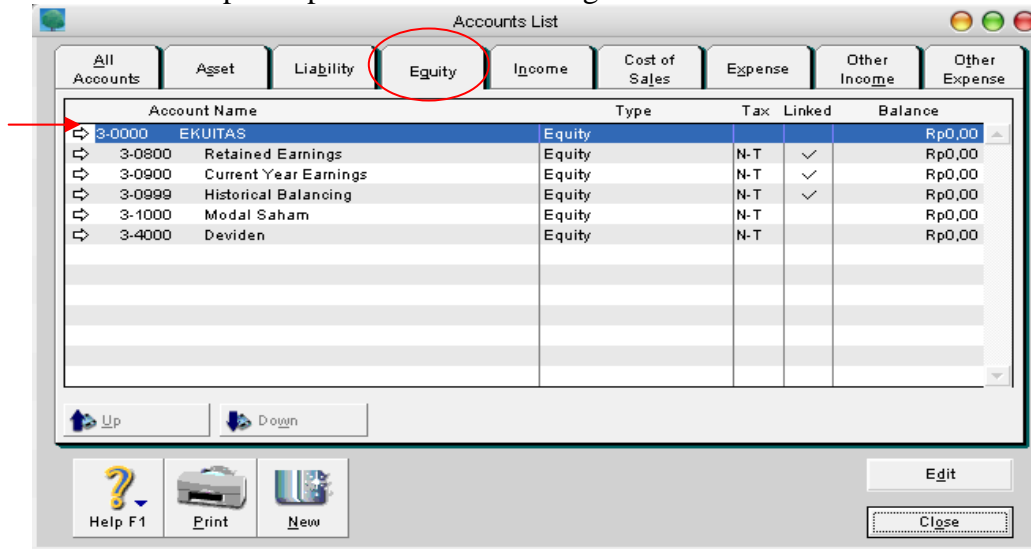 Accounts List
All Accounts
Asset
Liability
Equity
Income
Cost of Sales
Expense
Other Income
Other Expense
Account Name Type Tax Linked Balance
3-0000 EKUITAS Equity Rp0,00
3-0800 Retained Earnings Equity N-T ✓ Rp0,00
3-0900 Current Year Earnings Equity N-T ✓ Rp0,00
3-0999 Historical Balancing Equity N-T ✓ Rp0,00
3-1000 Modal Saham Equity N-T Rp0,00
3-4000 Deviden Equity N-T Rp0,00
Up
Down
Help F1
Print
New
Edit
Close